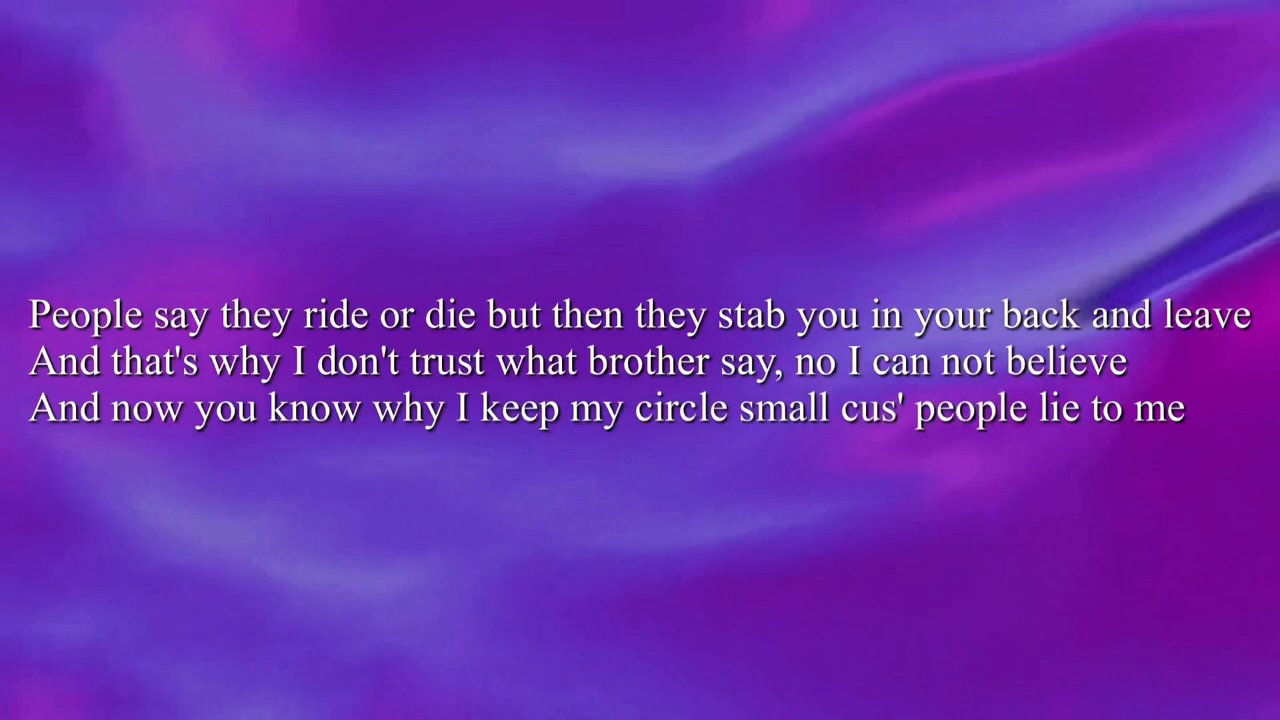 People say they ride or die but then they stab you in your back and leave
And that's why I don't trust what brother say, no I can not believe
And now you know why I keep my circle small cus' people lie to me